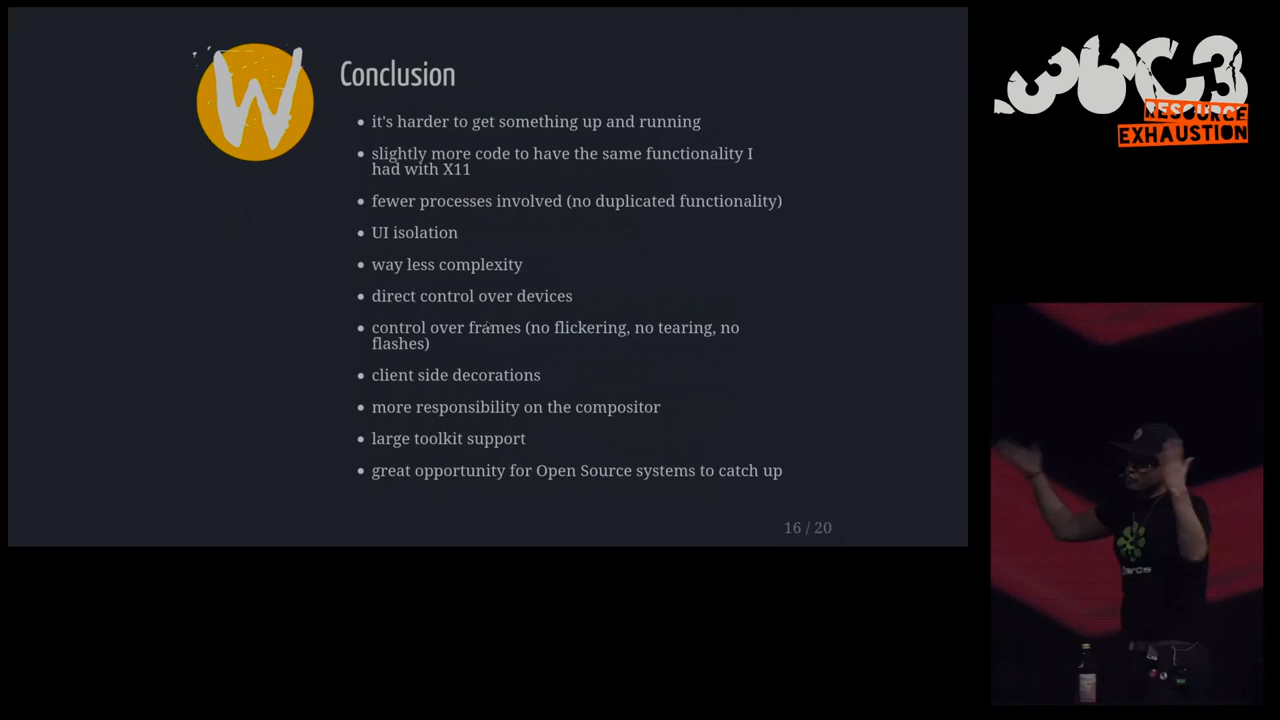 Conclusion
it's harder to get something up and running
slightly more code to have the same functionality I
had with X11
fewer processes involved (no duplicated functionality)
UI isolation
way less complexity
direct control over devices
control over frames (no flickering, no tearing, no
flashes)
client side decorations
more responsibility on the compositor
large toolkit support
great opportunity for Open Source systems to catch up
16 / 20
36C3
RESOURCE
EXHAUSTION